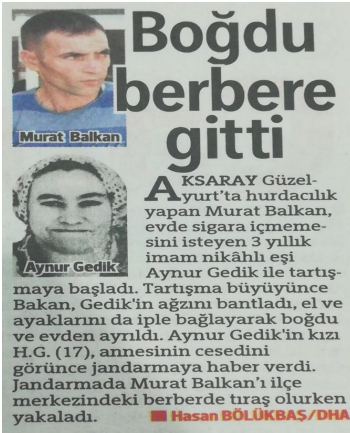 Boğdu
berbere
gitti
Murat Balkan
Aynur Gedik
AKSARAY Güzel-
yurt'ta hurdacılık
yapan Murat Balkan,
evde sigara içmeme-
sini isteyen 3 yıllık
imam nikâhlı eşi
Aynur Gedik ile tartış-
maya başladı. Tartışma büyüyünce
Bakan, Gedik'in ağzını bantladı, el ve
ayaklarını da iple bağlayarak boğdu
ve evden ayrıldı. Aynur Gedik'in kızı
H.G. (17), annesinin cesedini
görünce jandarmaya haber verdi.
Jandarmada Murat Balkan'ı ilçe
merkezindeki berberde tıraş olurken
yakaladı. Hasan BÖLÜKBAŞ/DHA